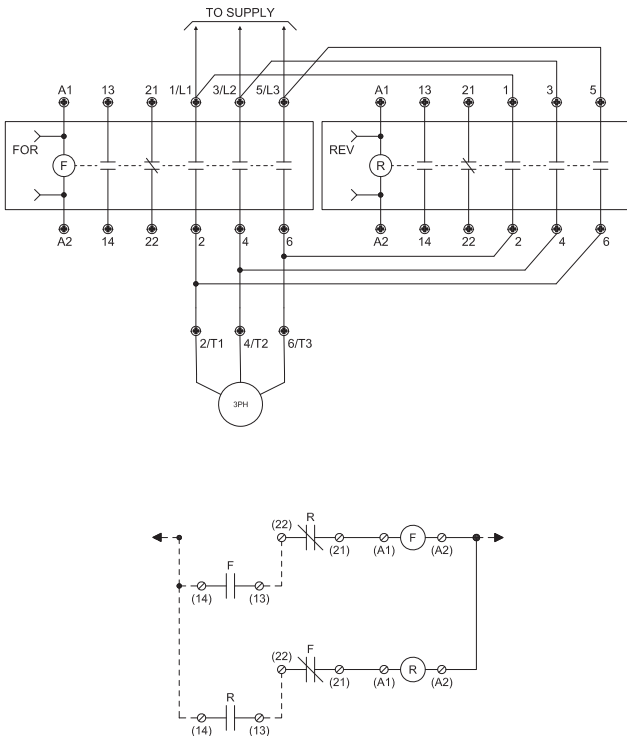 TO SUPPLY
A1 13 21 1/L1 3/L2 5/L3 A1 13 21 1 3 5
FOR F REV R
A2 14 22 2 4 6 A2 14 22 2 4 6
2/T1 4/T2 6/T3
3PH
(22) R
F
(21) (A1) (A2)
F
(14) (13)
(22) F
R
(21) (A1) (A2)
R
(14) (13)